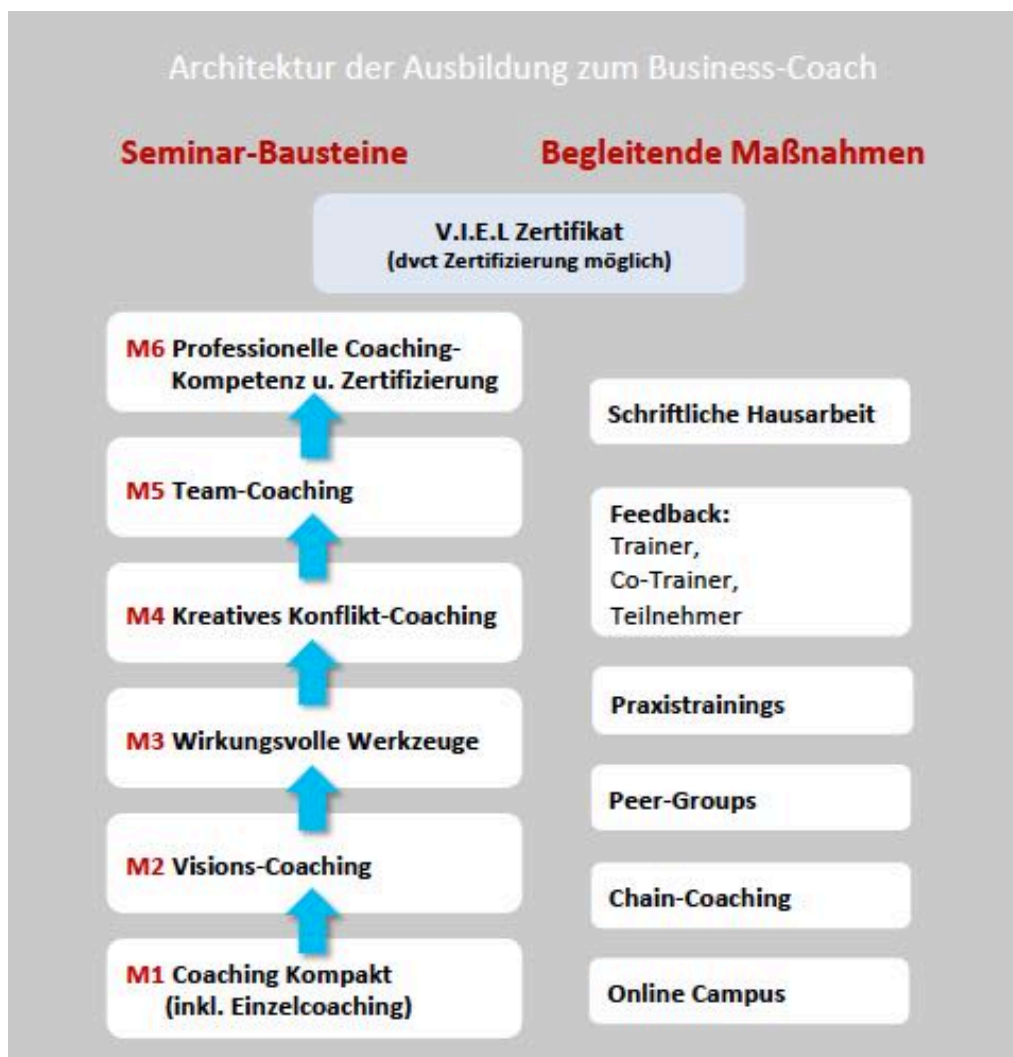 Architektur der Ausbildung zum Business-Coach
Seminar-Bausteine
Begleitende Maßnahmen
V.I.E.L Zertifikat
(dvct Zertifizierung möglich)
M6 Professionelle Coaching-
Kompetenz u. Zertifizierung
M5 Team-Coaching
M4 Kreatives Konflikt-Coaching
M3 Wirkungsvolle Werkzeuge
M2 Visions-Coaching
M1 Coaching Kompakt
(inkl. Einzelcoaching)
Schriftliche Hausarbeit
Feedback:
Trainer,
Co-Trainer,
Teilnehmer
Praxistrainings
Peer-Groups
Chain-Coaching
Online Campus